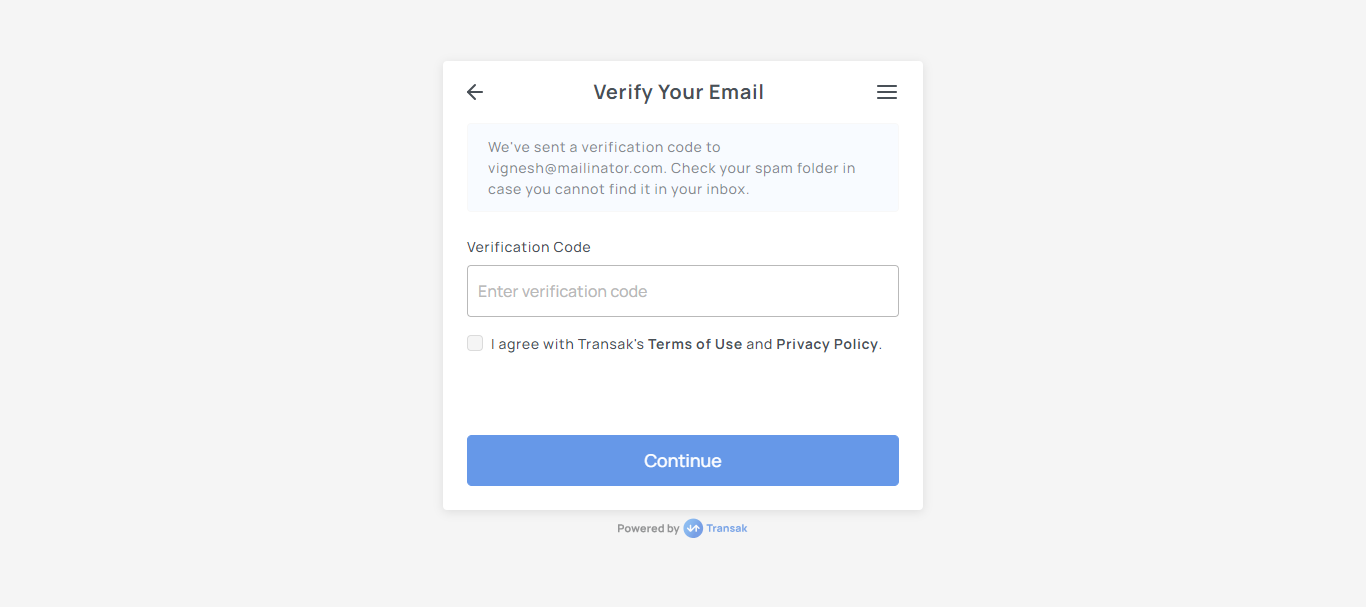 Verify Your Email
We've sent a verification code to
vignesh@mailinator.com. Check your spam folder in
case you cannot find it in your inbox.
Verification Code
Enter verification code
I agree with Transak's Terms of Use and Privacy Policy.
Continue
Powered by Transak